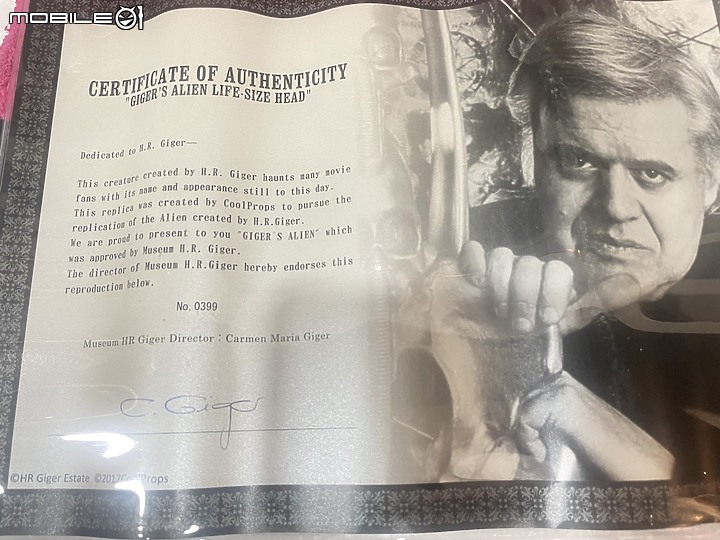 MOBILE01
CERTIFICATE OF AUTHENTICITY
"GIGER'S ALIEN LIFE-SIZE HEAD"
Dedicated to H.R. Giger—
This creature created by H.R. Giger haunts many movie
fans with its name and appearance still to this day.
This replica was created by CoolProps to pursue the
replication of the Alien created by H.R.Giger.
We are proud to present to you "GIGER'S ALIEN" which
was approved by Museum H.R. Giger.
The director of Museum H.R.Giger hereby endorses this
reproduction below.
No. 0399
Museum HR Giger Director : Carmen Maria Giger
C. Giger
©HR Giger Estate ©2017CoolProps